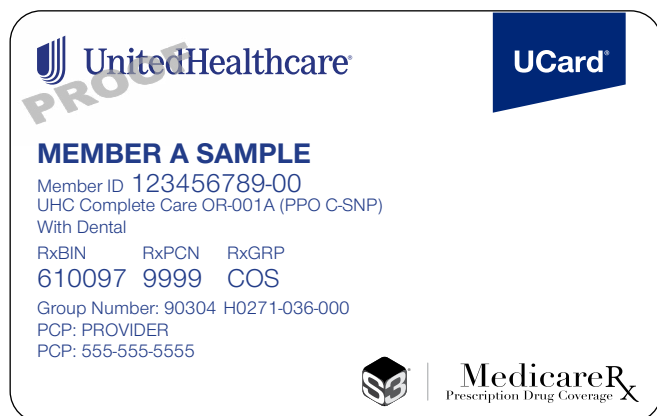 UnitedHealthcare®
UCard®
PROOF
MEMBER A SAMPLE
Member ID 123456789-00
UHC Complete Care OR-001A (PPO C-SNP)
With Dental
RxBIN RxPCN RxGRP
610097 9999 COS
Group Number: 90304 H0271-036-000
PCP: PROVIDER
PCP: 555-555-5555
S3
MedicareRx
Prescription Drug Coverage